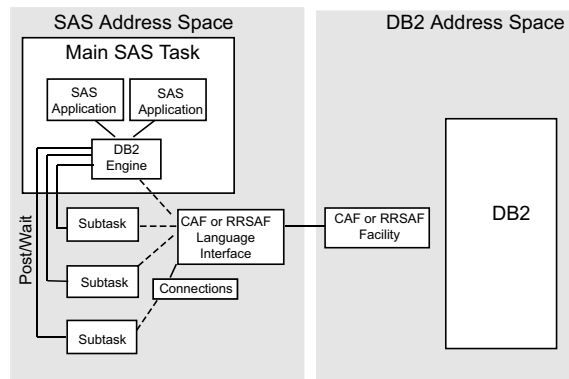 SAS Address Space
DB2 Address Space
Main SAS Task
SAS
Application
SAS
Application
DB2
Engine
Post/Wait
Subtask
CAF or RRSAF
Language
Interface
CAF or RRSAF
Facility
DB2
Subtask
Connections
Subtask